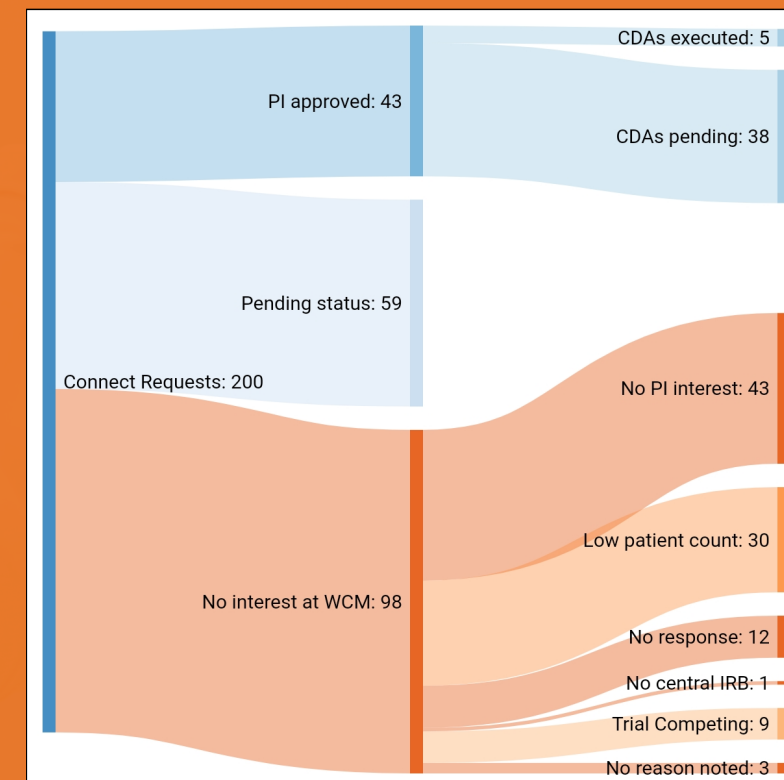 CDAs executed: 5
PI approved: 43
CDAs pending: 38
Pending status: 59
Connect Requests: 200
No PI interest: 43
Low patient count: 30
No interest at WCM: 98
No response: 12
No central IRB: 1
Trial Competing: 9
No reason noted: 3